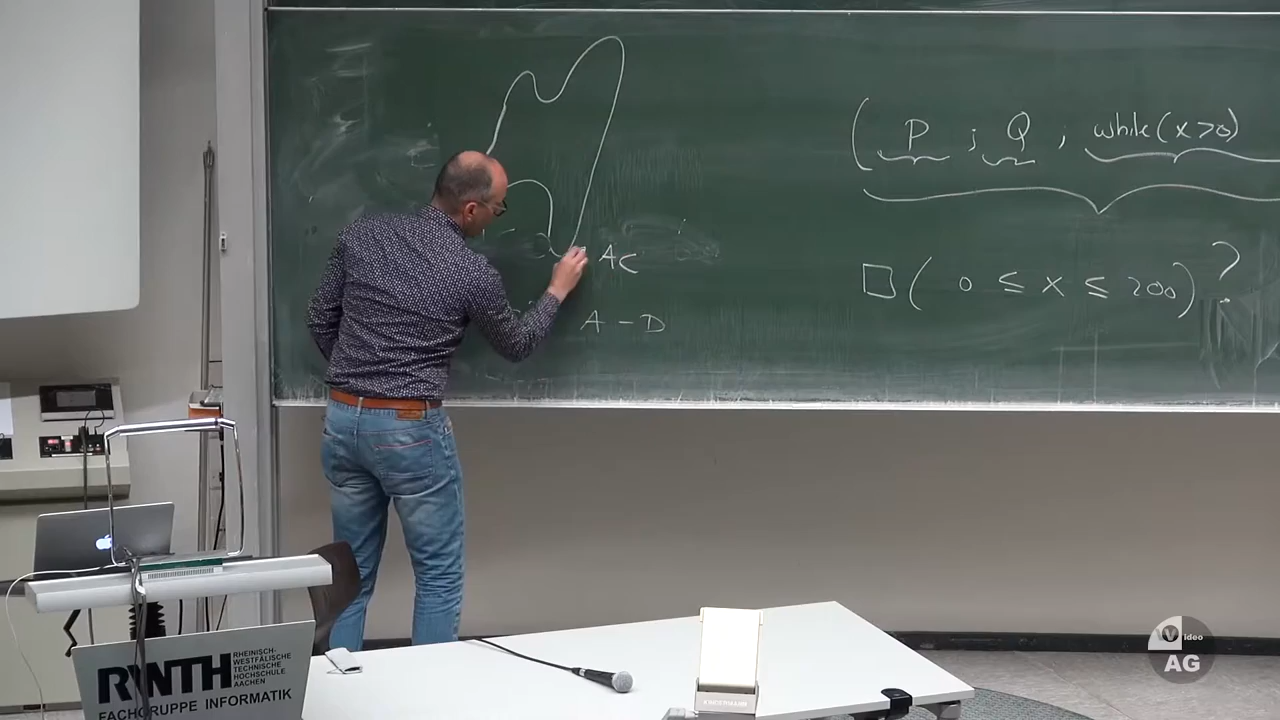 ( P ; Q ; while(x>0)
□( 0 ≤ x ≤ 200) ?
AC
A - D
RWTH RHEINISCH-
WESTFÄLISCHE
TECHNISCHE
HOCHSCHULE
AACHEN
FACHGRUPPE INFORMATIK
Video
AG